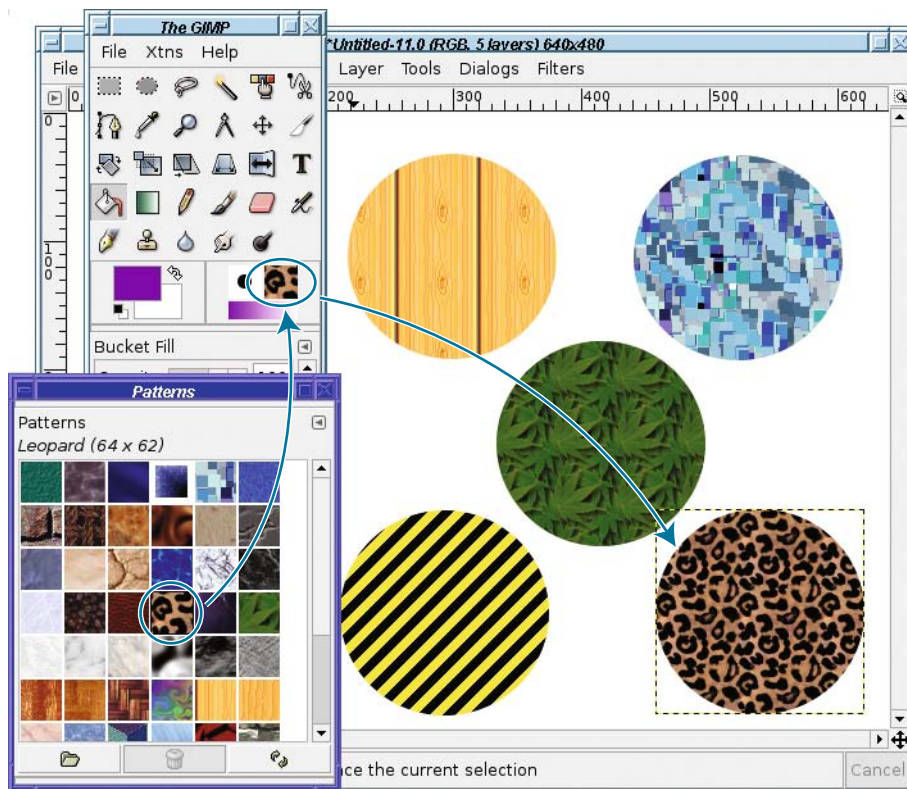 The GIMP
File Xtns Help
*Untitled-11.0 (RGB, 5 layers) 640x480
File Layer Tools Dialogs Filters
0 200 300 400 500 600
0
100
T
Bucket Fill
Patterns
Patterns
Leopard (64 x 62)
ce the current selection
Cancel